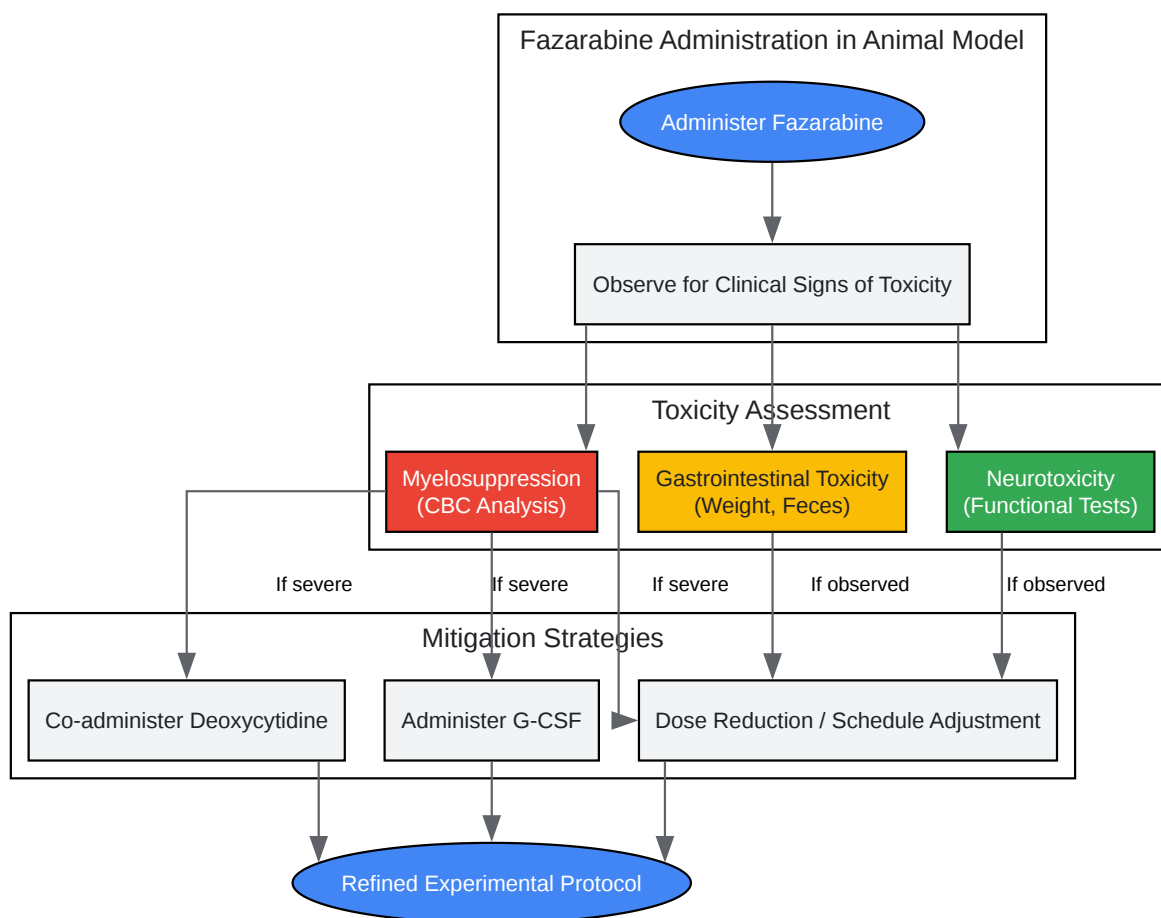 Fazarabine Administration in Animal Model
Administer Fazarabine
Observe for Clinical Signs of Toxicity
Toxicity Assessment
Myelosuppression
(CBC Analysis)
Gastrointestinal Toxicity
(Weight, Feces)
Neurotoxicity
(Functional Tests)
If severe
If severe
If severe
If observed
If observed
Mitigation Strategies
Co-administer Deoxycytidine
Administer G-CSF
Dose Reduction / Schedule Adjustment
Refined Experimental Protocol